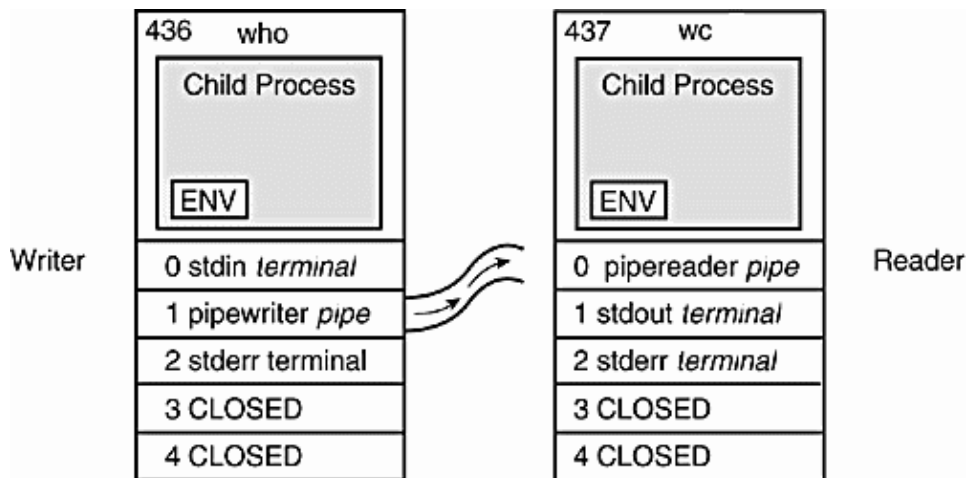 436 who
Child Process
ENV
Writer
0 stdin terminal
1 pipewriter pipe
2 stderr terminal
3 CLOSED
4 CLOSED
437 wc
Child Process
ENV
0 pipereader pipe
1 stdout terminal
2 stderr terminal
3 CLOSED
4 CLOSED
Reader